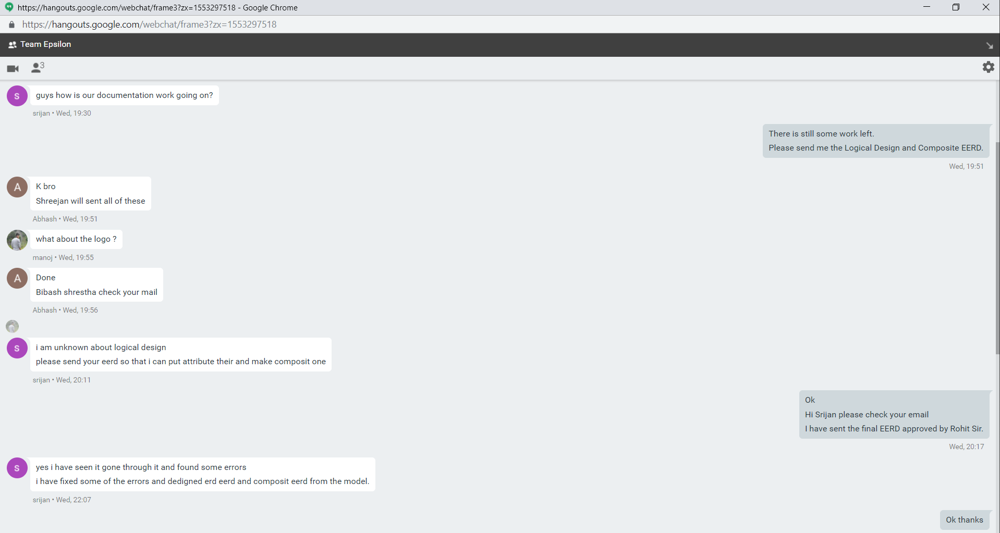 https://hangouts.google.com/webchat/frame3?zx=1553297518 - Google Chrome
https://hangouts.google.com/webchat/frame3?zx=1553297518
Team Epsilon
3
S
guys how is our documentation work going on?
srijan • Wed, 19:30
There is still some work left.
Please send me the Logical Design and Composite EERD.
Wed, 19:51
A
K bro
Shreejan will sent all of these
Abhash • Wed, 19:51
what about the logo ?
manoj • Wed, 19:55
A
Done
Bibash shrestha check your mail
Abhash • Wed, 19:56
S
i am unknown about logical design
please send your eerd so that i can put attribute their and make composit one
srijan • Wed, 20:11
Ok
Hi Srijan please check your email
I have sent the final EERD approved by Rohit Sir.
Wed, 20:17
S
yes i have seen it gone through it and found some errors
i have fixed some of the errors and dedigned erd eerd and composit eerd from the model.
srijan • Wed, 22:07
Ok thanks